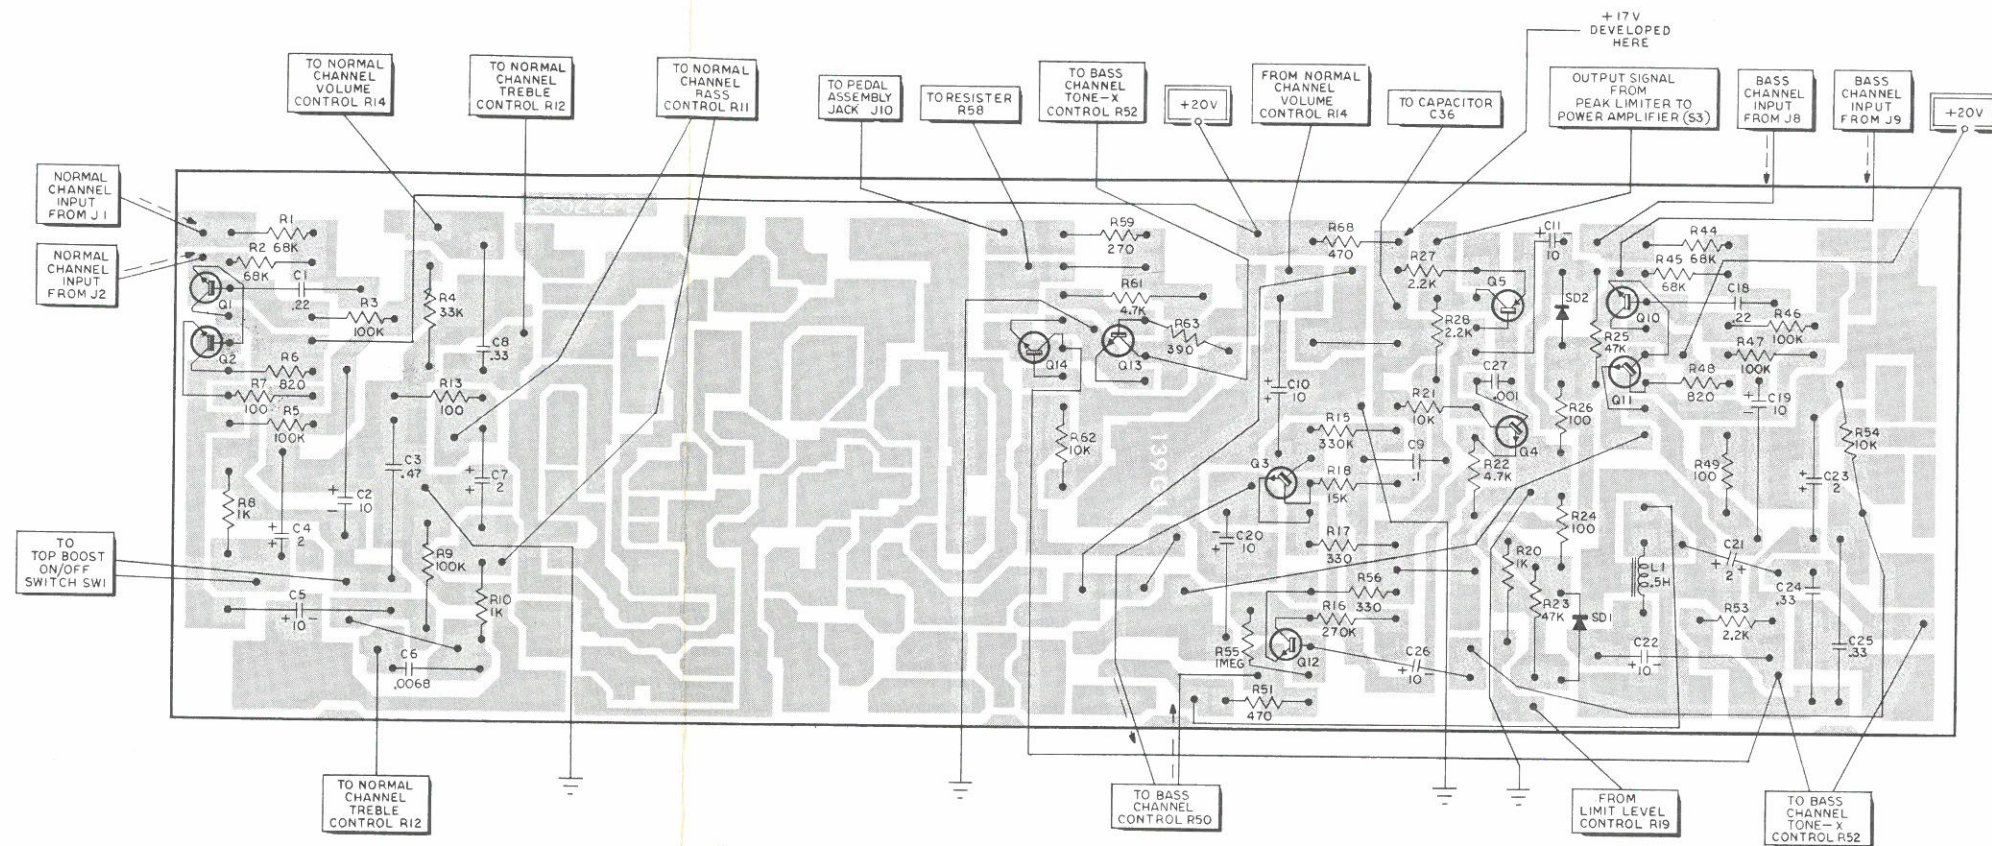 +17V
DEVELOPED
HERE
TO NORMAL
CHANNEL
VOLUME
CONTROL R14
TO NORMAL
CHANNEL
TREBLE
CONTROL R12
TO NORMAL
CHANNEL
RASS
CONTROL R11
TO PEDAL
ASSEMBLY
JACK J10
TO RESISTER
R58
TO BASS
CHANNEL
TONE-X
CONTROL R52
+20V
FROM NORMAL
CHANNEL
VOLUME
CONTROL R14
TO CAPACITOR
C36
OUTPUT SIGNAL
FROM
PEAK LIMITER TO
POWER AMPLIFIER (S3)
BASS
CHANNEL
INPUT
FROM J8
BASS
CHANNEL
INPUT
FROM J9
+20V
NORMAL
CHANNEL
INPUT
FROM J1
NORMAL
CHANNEL
INPUT
FROM J2
TO
TOP BOOST
ON/OFF
SWITCH SW1
R1
68K
R2
68K
Q1
C1
.22
R3
100K
R4
33K
C8
.33
Q2
R6
820
R7
100
R5
100K
R13
100
R8
1K
C4
+ 2
C2
+ 10 -
C3
.47
C7
+ 2
R9
100K
R10
1K
C5
+10-
C6
.0068
R59
270
R61
4.7K
R63
390
Q14
Q13
R62
10K
139G
R68
470
R27
2.2K
Q5
C11
+ -
10
SD2
R28
2.2K
R25
47K
C10
+ 10
C27
.001
R21
10K
R15
330K
C9
.1
Q4
R26
100
Q3
R18
15K
R22
4.7K
C20
- + 10
R17
330
R24
100
R20
1K
R56
330
R16
270K
R23
47K
SD1
R55
1MEG
Q12
C26
+ 10 -
R51
470
L1
.5H
C22
+10-
R44
68K
R45
68K
Q10
C18
.22
R46
100K
R47
100K
R48
820
Q11
C19
+ - 10
R54
10K
R49
100
C23
+ 2
C21
+ 2 +
C24
.33
R53
2.2K
C25
.33
TO NORMAL
CHANNEL
TREBLE
CONTROL R12
TO BASS
CHANNEL
CONTROL R50
FROM
LIMIT LEVEL
CONTROL R19
TO BASS
CHANNEL
TONE-X
CONTROL R52